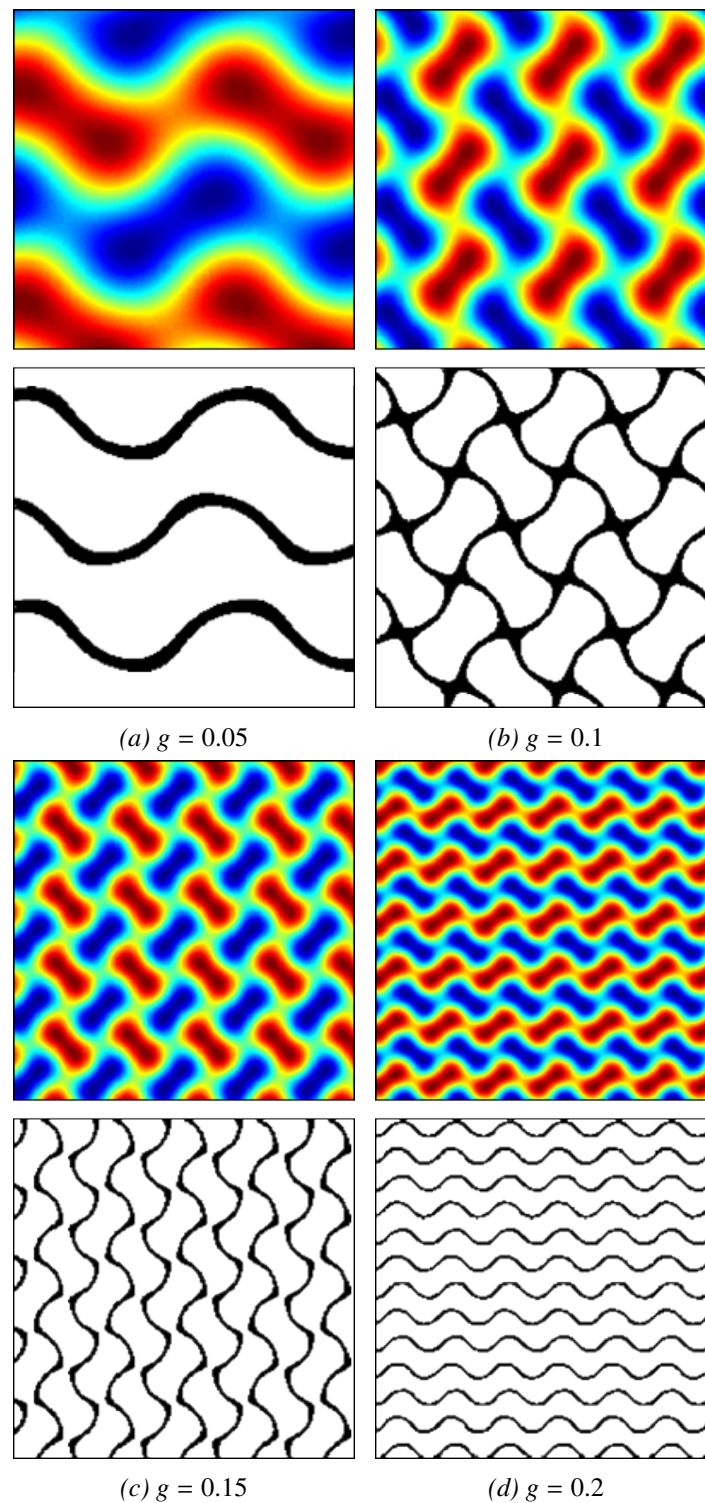 (a) g = 0.05
(b) g = 0.1
(c) g = 0.15
(d) g = 0.2